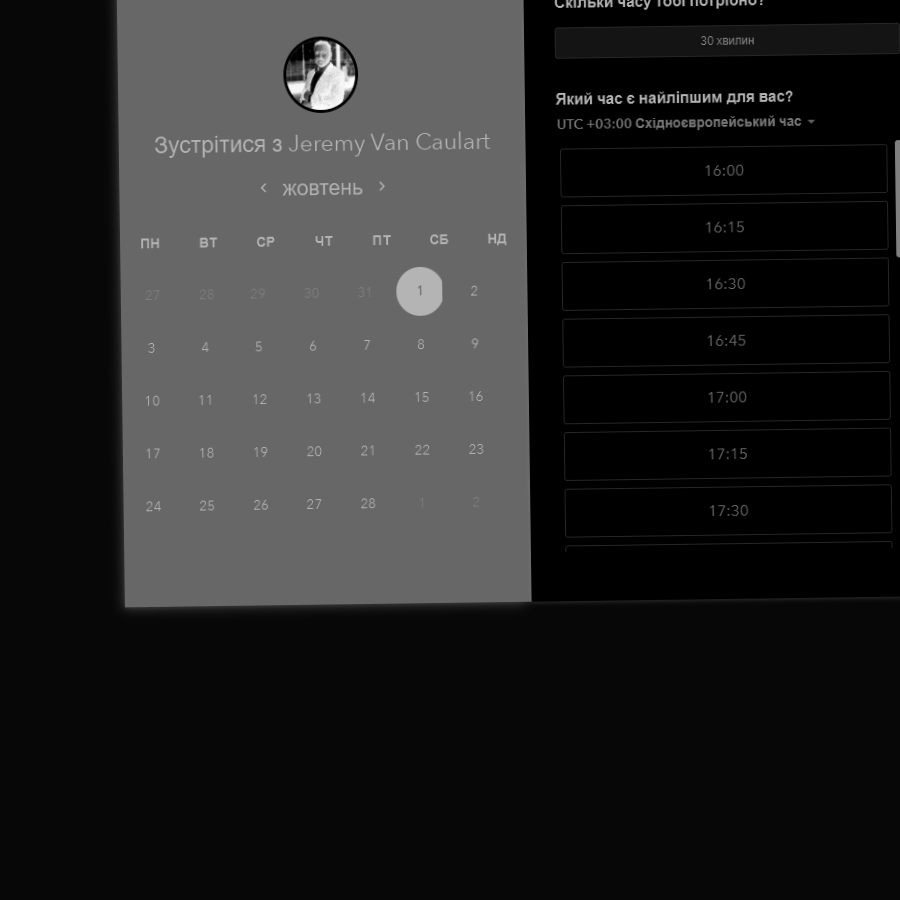 Зустрітися з Jeremy Van Caulart
жовтень
ПН ВТ СР ЧТ ПТ СБ НД
27 28 29 30 31 1 2
3 4 5 6 7 8 9
10 11 12 13 14 15 16
17 18 19 20 21 22 23
24 25 26 27 28 1 2
Скільки часу тобі потрібно?
30 хвилин
Який час є найліпшим для вас?
UTC +03:00 Східноєвропейський час
16:00
16:15
16:30
16:45
17:00
17:15
17:30